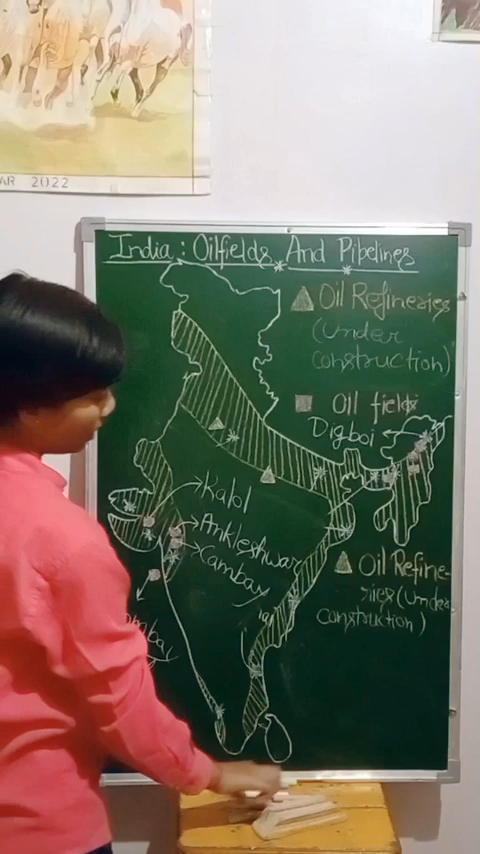 AR 2022
India : Oilfields And Pipelines
Oil Refineries
(Under
construction)
Oil fields
Digboi
Kalol
Ankleshwar
Cambay
Oil Refine-
ries (Under
construction)